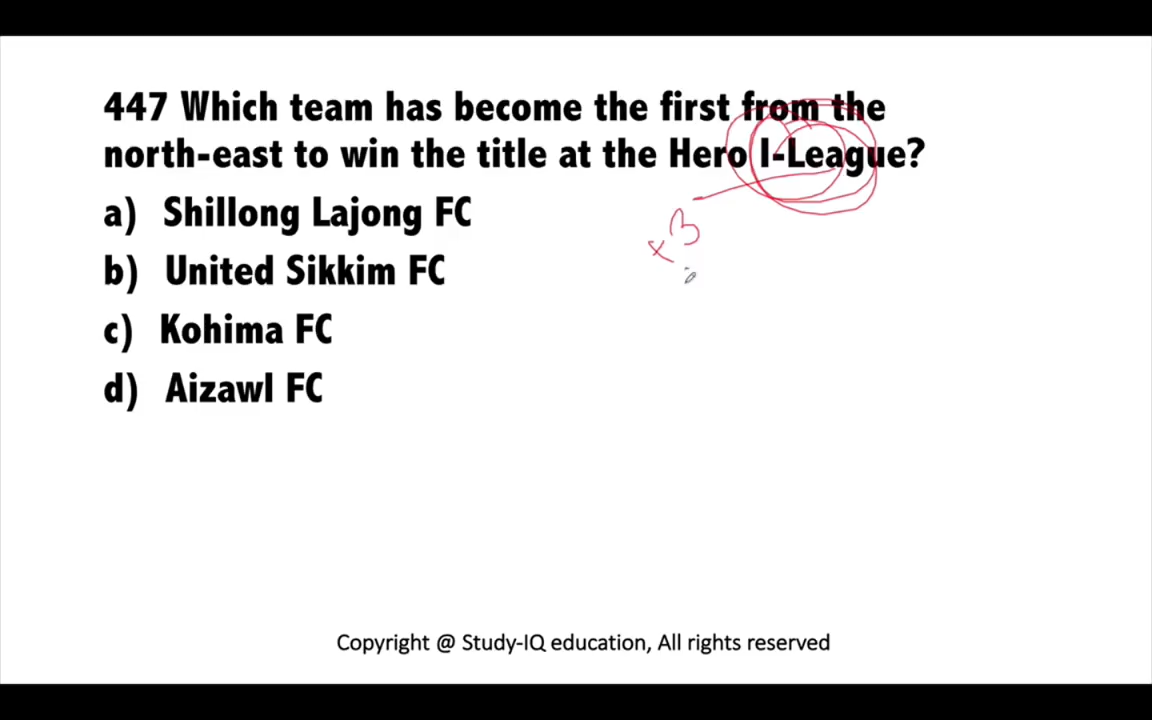 447 Which team has become the first from the
north-east to win the title at the Hero I-League?
a) Shillong Lajong FC
b) United Sikkim FC
c) Kohima FC
d) Aizawl FC
Copyright @ Study-IQ education, All rights reserved